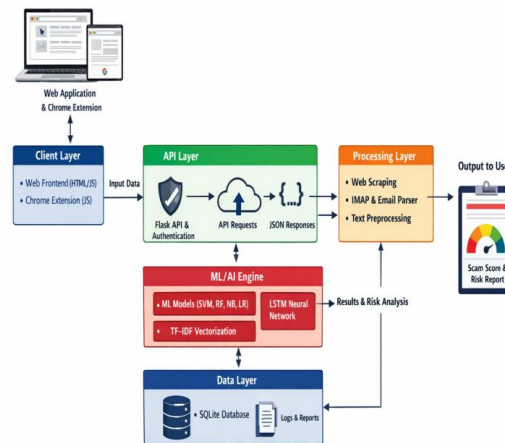 Web Application
& Chrome Extension
Client Layer
• Web Frontend (HTML/JS)
• Chrome Extension (JS)
Input Data
API Layer
Flask API &
Authentication
API Requests
{...}
JSON Responses
Processing Layer
• Web Scraping
• IMAP & Email Parser
• Text Preprocessing
Output to Use
Scam Score &
Risk Report
ML/AI Engine
• ML Models (SVM, RF, NB, LR)
• TF-IDF Vectorization
LSTM Neural
Network
Results & Risk Analysis
Data Layer
• SQLite Database
Logs & Reports